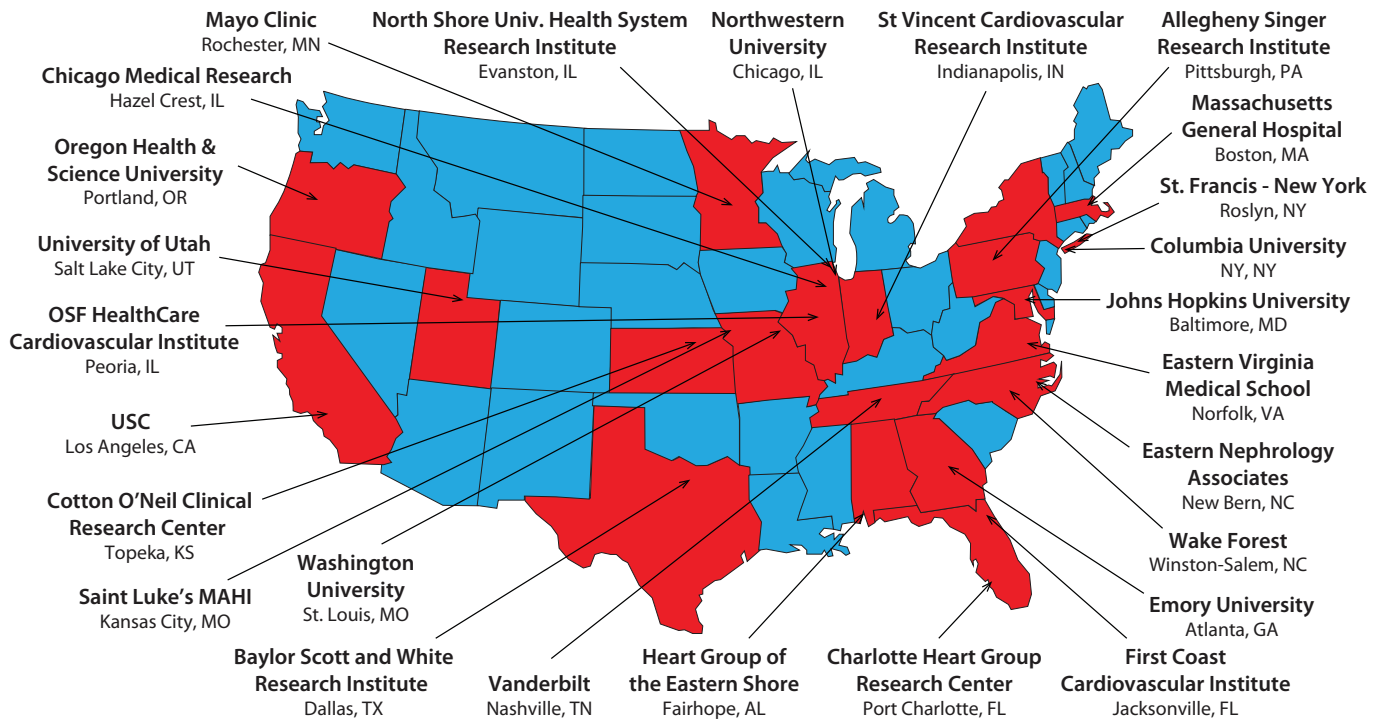 Mayo Clinic
Rochester, MN
North Shore Univ. Health System
Research Institute
Evanston, IL
Northwestern
University
Chicago, IL
St Vincent Cardiovascular
Research Institute
Indianapolis, IN
Allegheny Singer
Research Institute
Pittsburgh, PA
Chicago Medical Research
Hazel Crest, IL
Massachusetts
General Hospital
Boston, MA
Oregon Health &
Science University
Portland, OR
St. Francis - New York
Roslyn, NY
University of Utah
Salt Lake City, UT
Columbia University
NY, NY
OSF HealthCare
Cardiovascular Institute
Peoria, IL
Johns Hopkins University
Baltimore, MD
Eastern Virginia
Medical School
Norfolk, VA
USC
Los Angeles, CA
Eastern Nephrology
Associates
New Bern, NC
Cotton O'Neil Clinical
Research Center
Topeka, KS
Wake Forest
Winston-Salem, NC
Washington
University
St. Louis, MO
Saint Luke's MAHI
Kansas City, MO
Emory University
Atlanta, GA
Baylor Scott and White
Research Institute
Dallas, TX
Vanderbilt
Nashville, TN
Heart Group of
the Eastern Shore
Fairhope, AL
Charlotte Heart Group
Research Center
Port Charlotte, FL
First Coast
Cardiovascular Institute
Jacksonville, FL